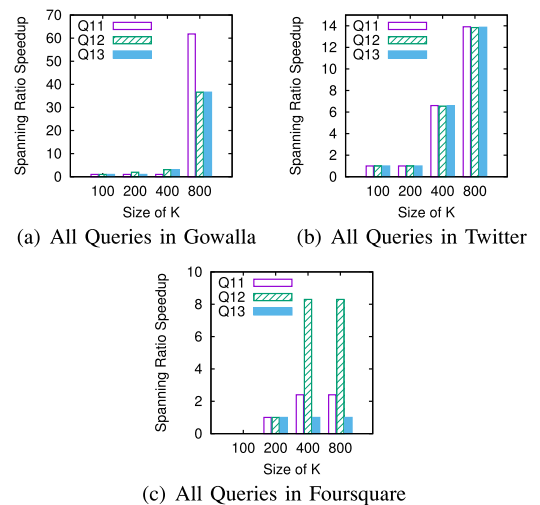 Spanning Ratio Speedup
70
60
50
40
30
20
10
0
Q11
Q12
Q13
100 200 400 800
Size of K
(a) All Queries in Gowalla
Spanning Ratio Speedup
14
12
10
8
6
4
2
0
Q11
Q12
Q13
100 200 400 800
Size of K
(b) All Queries in Twitter
Spanning Ratio Speedup
10
8
6
4
2
0
Q11
Q12
Q13
100 200 400 800
Size of K
(c) All Queries in Foursquare